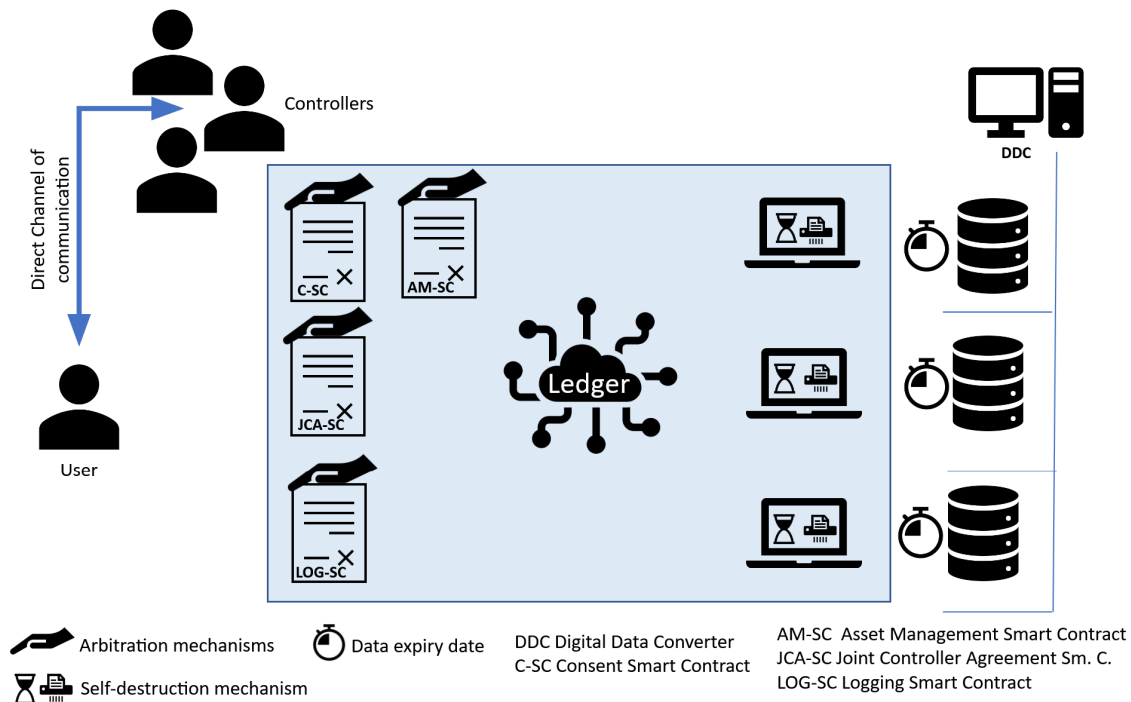 Controllers
DDC
Direct Channel of
communication
C-SC
AM-SC
JCA-SC
Ledger
User
LOG-SC
Arbitration mechanisms
Data expiry date
Self-destruction mechanism
DDC Digital Data Converter
C-SC Consent Smart Contract
AM-SC Asset Management Smart Contract
JCA-SC Joint Controller Agreement Sm. C.
LOG-SC Logging Smart Contract